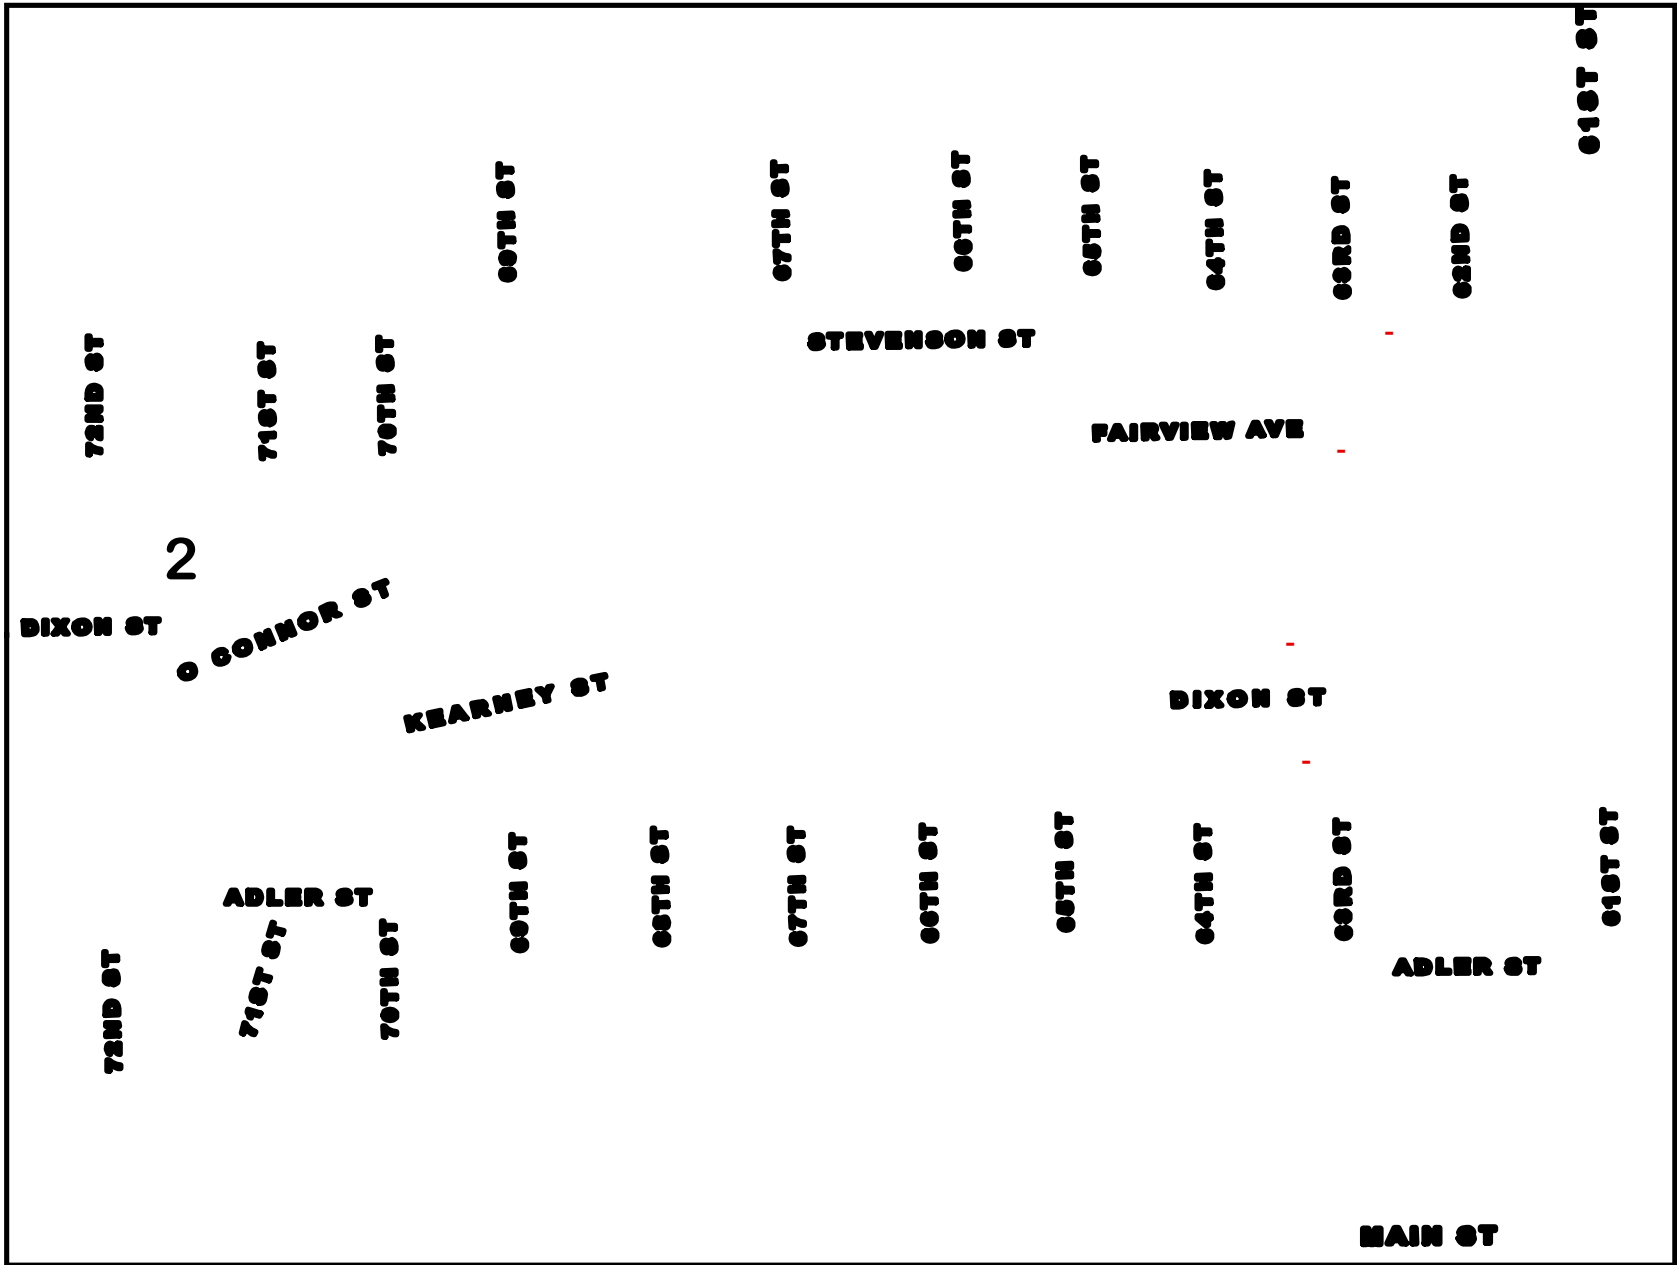 61ST ST
69TH ST
67TH ST
66TH ST
65TH ST
64TH ST
63RD ST
62ND ST
STEVENSON ST
72ND ST
71ST ST
70TH ST
FAIRVIEW AVE
2
DIXON ST
O CONNOR ST
KEARNEY ST
DIXON ST
69TH ST
68TH ST
67TH ST
66TH ST
65TH ST
64TH ST
63RD ST
61ST ST
ADLER ST
72ND ST
71ST ST
70TH ST
ADLER ST
MAIN ST